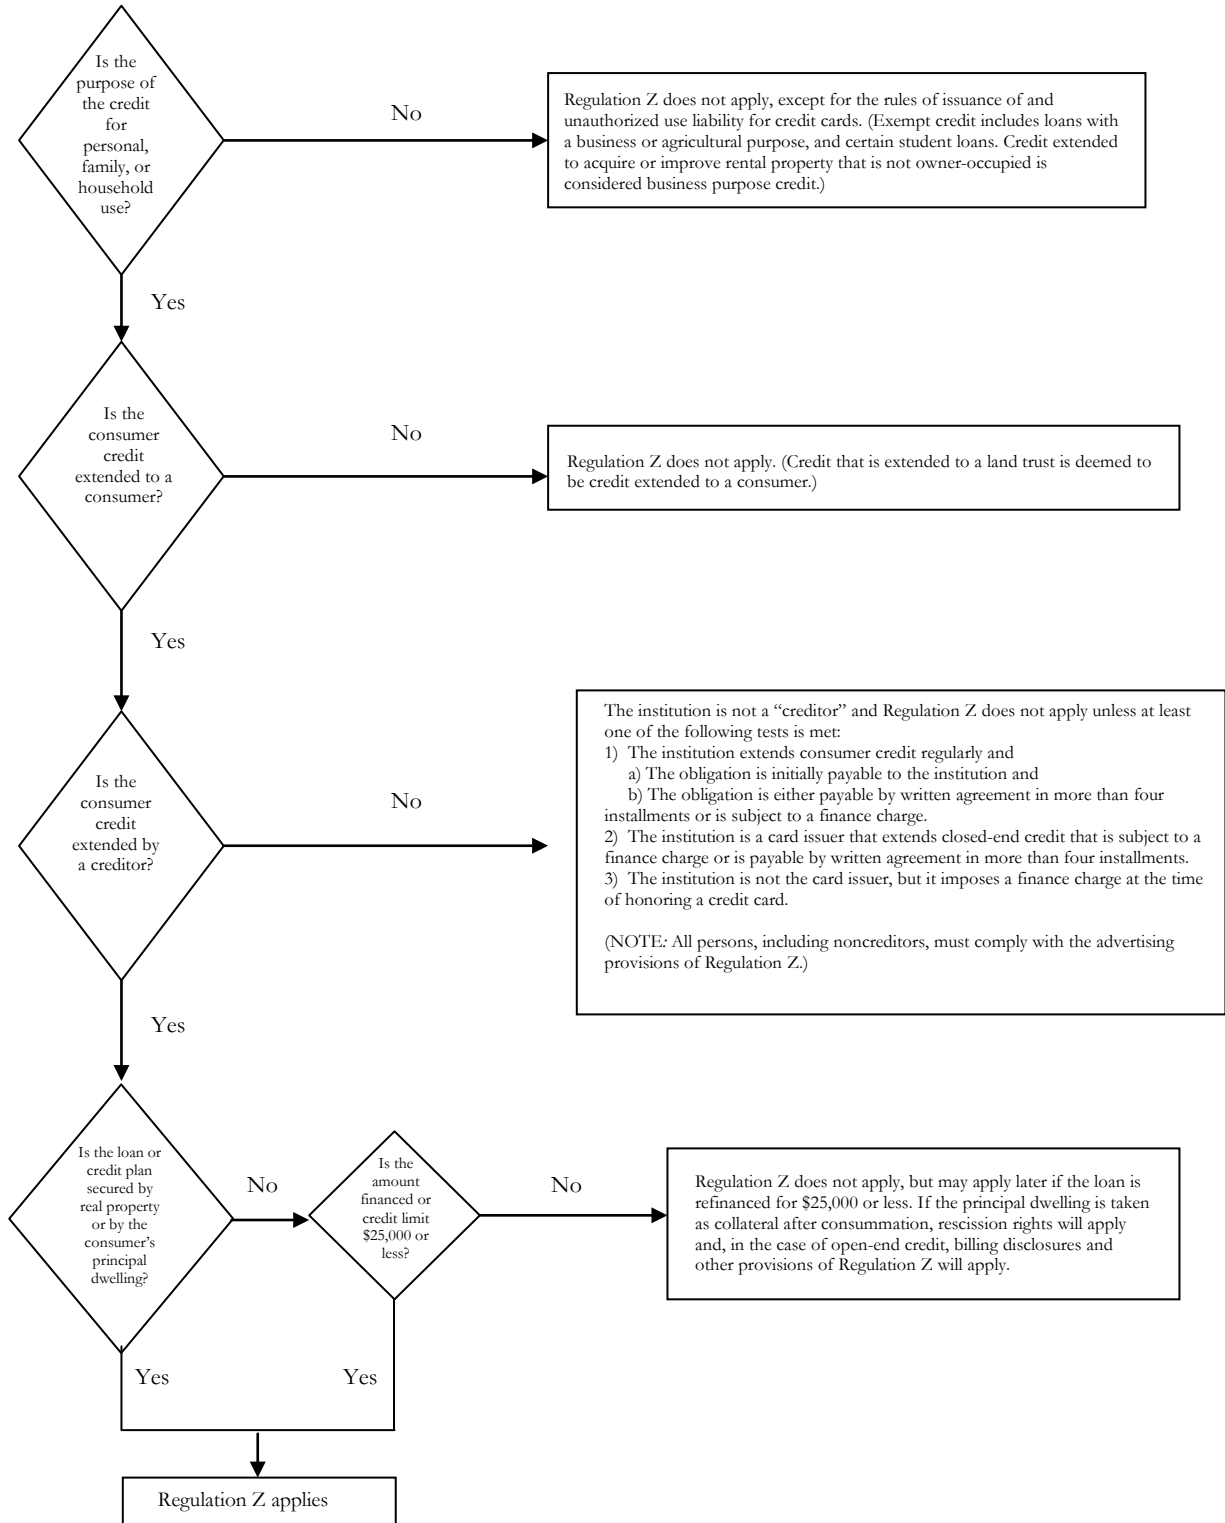 Is the
purpose of
the credit
for
personal,
family, or
household
use?
No
Regulation Z does not apply, except for the rules of issuance of and
unauthorized use liability for credit cards. (Exempt credit includes loans with
a business or agricultural purpose, and certain student loans. Credit extended
to acquire or improve rental property that is not owner-occupied is
considered business purpose credit.)
Yes
Is the
consumer
credit
extended to a
consumer?
No
Regulation Z does not apply. (Credit that is extended to a land trust is deemed to
be credit extended to a consumer.)
Yes
Is the
consumer
credit
extended by
a creditor?
No
The institution is not a “creditor” and Regulation Z does not apply unless at least
one of the following tests is met:
1) The institution extends consumer credit regularly and
a) The obligation is initially payable to the institution and
b) The obligation is either payable by written agreement in more than four
installments or is subject to a finance charge.
2) The institution is a card issuer that extends closed-end credit that is subject to a
finance charge or is payable by written agreement in more than four installments.
3) The institution is not the card issuer, but it imposes a finance charge at the time
of honoring a credit card.
(NOTE: All persons, including noncreditors, must comply with the advertising
provisions of Regulation Z.)
Yes
Is the loan or
credit plan
secured by
real property
or by the
consumer’s
principal
dwelling?
No
Is the
amount
financed or
credit limit
$25,000 or
less?
No
Regulation Z does not apply, but may apply later if the loan is
refinanced for $25,000 or less. If the principal dwelling is taken
as collateral after consummation, rescission rights will apply
and, in the case of open-end credit, billing disclosures and
other provisions of Regulation Z will apply.
Yes
Yes
Regulation Z applies